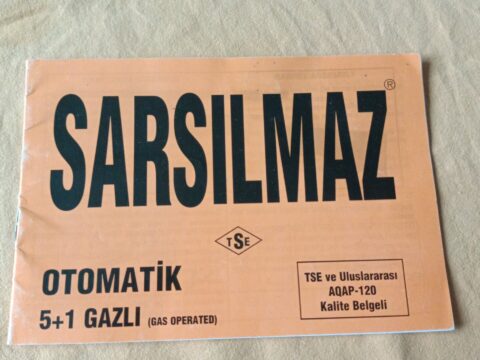 SARSILMAZ®
TSE
OTOMATİK
5+1 GAZLI (GAS OPERATED)
TSE ve Uluslararası
AQAP-120
Kalite Belgeli